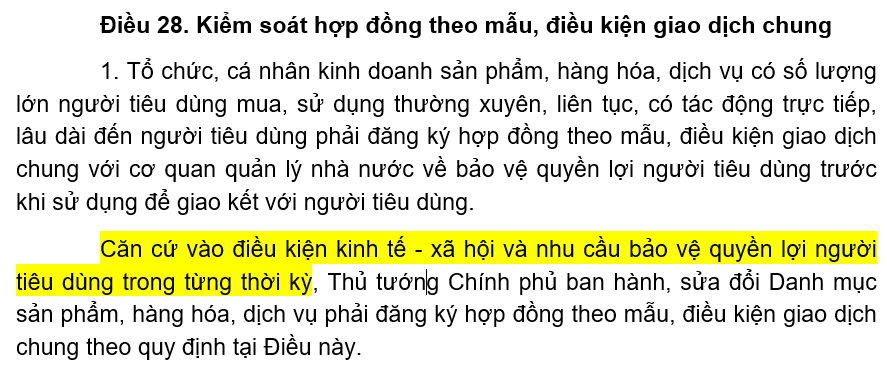 Điều 28. Kiểm soát hợp đồng theo mẫu, điều kiện giao dịch chung
1. Tổ chức, cá nhân kinh doanh sản phẩm, hàng hóa, dịch vụ có số lượng
lớn người tiêu dùng mua, sử dụng thường xuyên, liên tục, có tác động trực tiếp,
lâu dài đến người tiêu dùng phải đăng ký hợp đồng theo mẫu, điều kiện giao dịch
chung với cơ quan quản lý nhà nước về bảo vệ quyền lợi người tiêu dùng trước
khi sử dụng để giao kết với người tiêu dùng.
Căn cứ vào điều kiện kinh tế - xã hội và nhu cầu bảo vệ quyền lợi người
tiêu dùng trong từng thời kỳ, Thủ tướng Chính phủ ban hành, sửa đổi Danh mục
sản phẩm, hàng hóa, dịch vụ phải đăng ký hợp đồng theo mẫu, điều kiện giao dịch
chung theo quy định tại Điều này.